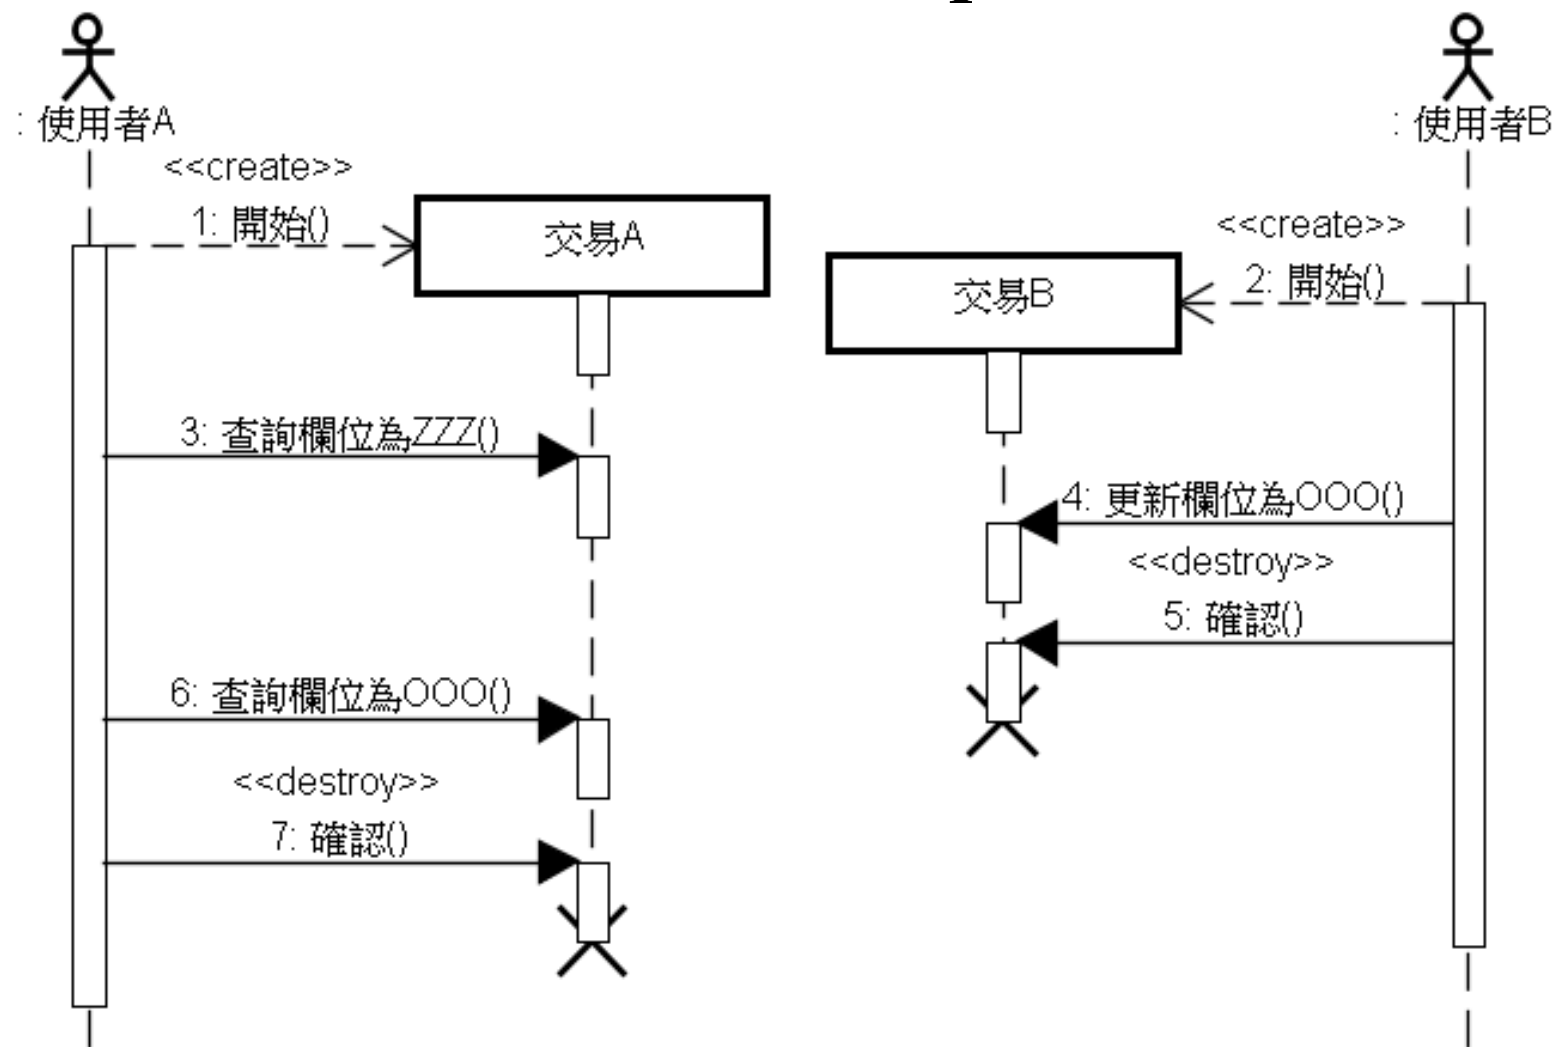 : 使用者A
: 使用者B
<<create>>
1: 開始()
交易A
<<create>>
2: 開始()
交易B
3: 查詢欄位為ZZZ()
4: 更新欄位為OOO()
<<destroy>>
5: 確認()
6: 查詢欄位為OOO()
<<destroy>>
7: 確認()